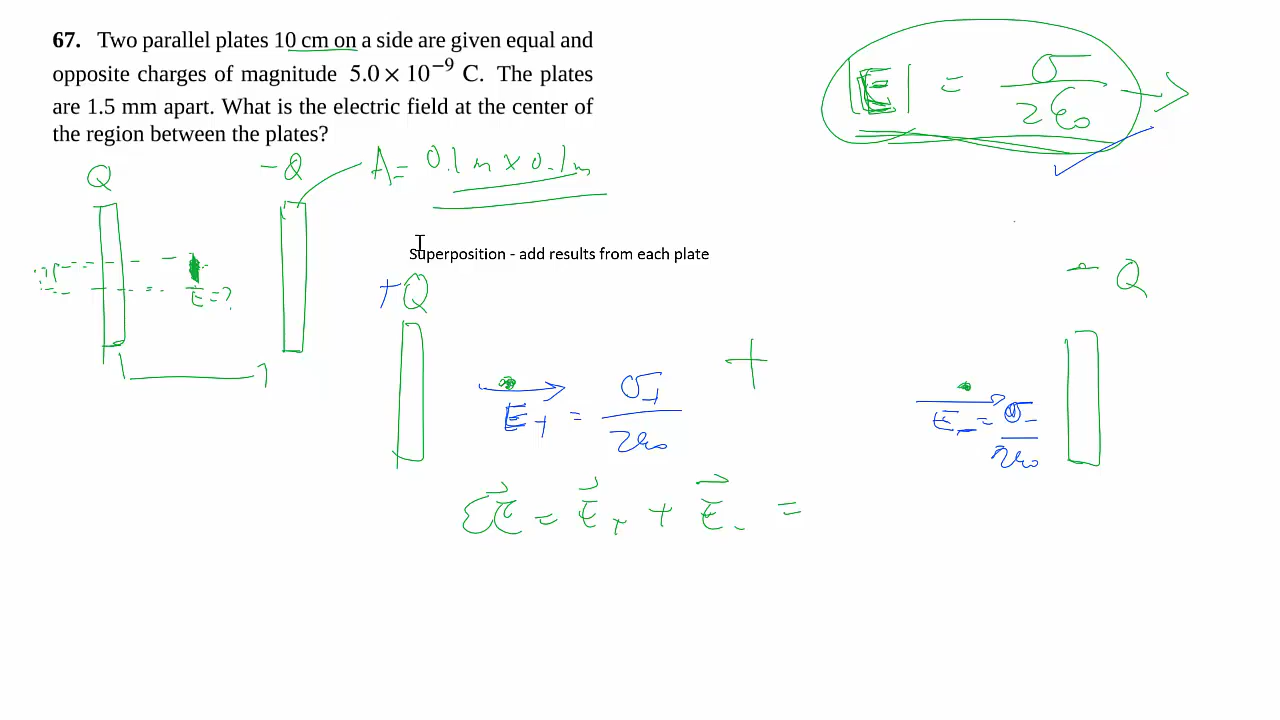 67. Two parallel plates 10 cm on a side are given equal and
opposite charges of magnitude 5.0 × 10⁻⁹ C. The plates
are 1.5 mm apart. What is the electric field at the center of
the region between the plates?
|E| = σ / 2ε₀
Q
-Q
A = 0.1 m x 0.1 m
E = ?
Superposition - add results from each plate
+Q
- Q
E₊ = σ₊ / 2ε₀
+
E₋ = σ₋ / 2ε₀
ΣE⃗ = E⃗₊ + E⃗₋ =